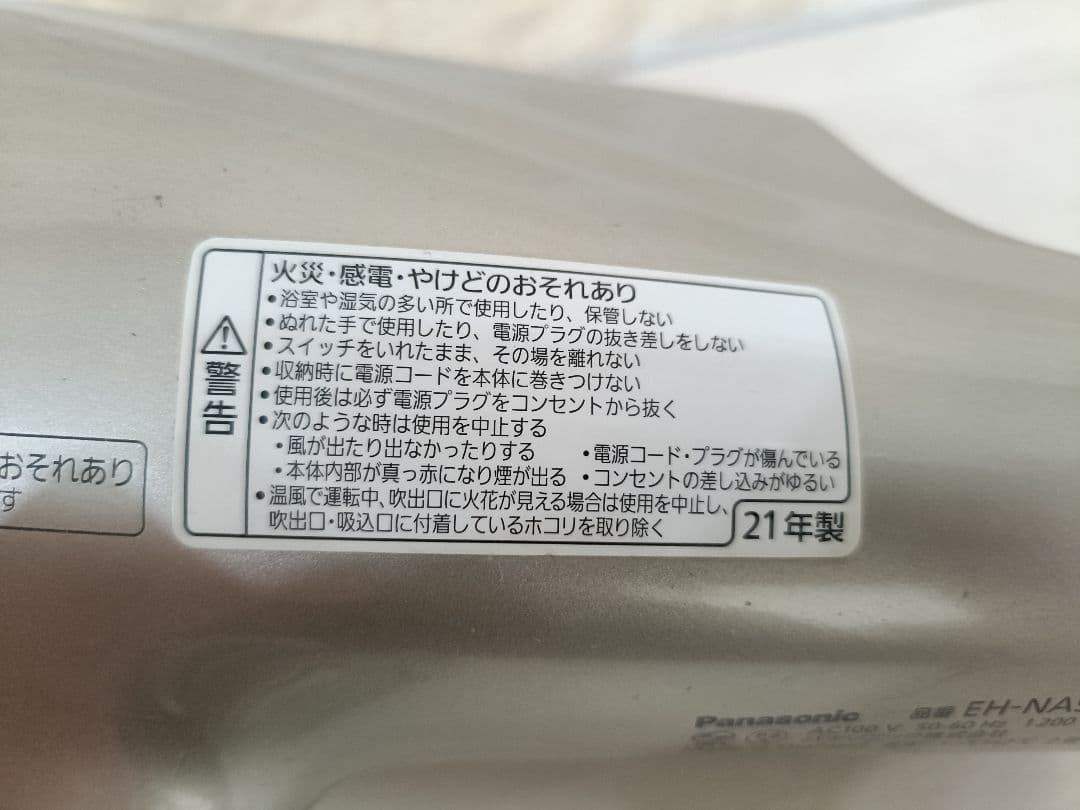 火災・感電・やけどのおそれあり
・浴室や湿気の多い所で使用したり、保管しない
・ぬれた手で使用したり、電源プラグの抜き差しをしない
・スイッチをいれたまま、その場を離れない
・収納時に電源コードを本体に巻きつけない
・使用後は必ず電源プラグをコンセントから抜く
・次のような時は使用を中止する
・風が出たり出なかったりする ・電源コード・プラグが傷んでいる
・本体内部が真っ赤になり煙が出る ・コンセントの差し込みがゆるい
・温風で運転中、吹出口に火花が見える場合は使用を中止し、
吹出口・吸込口に付着しているホコリを取り除く
警告
21年製
おそれあり
す
Panasonic 品番 EH-NA
AC100 V 50-60 Hz 1200
株式会社